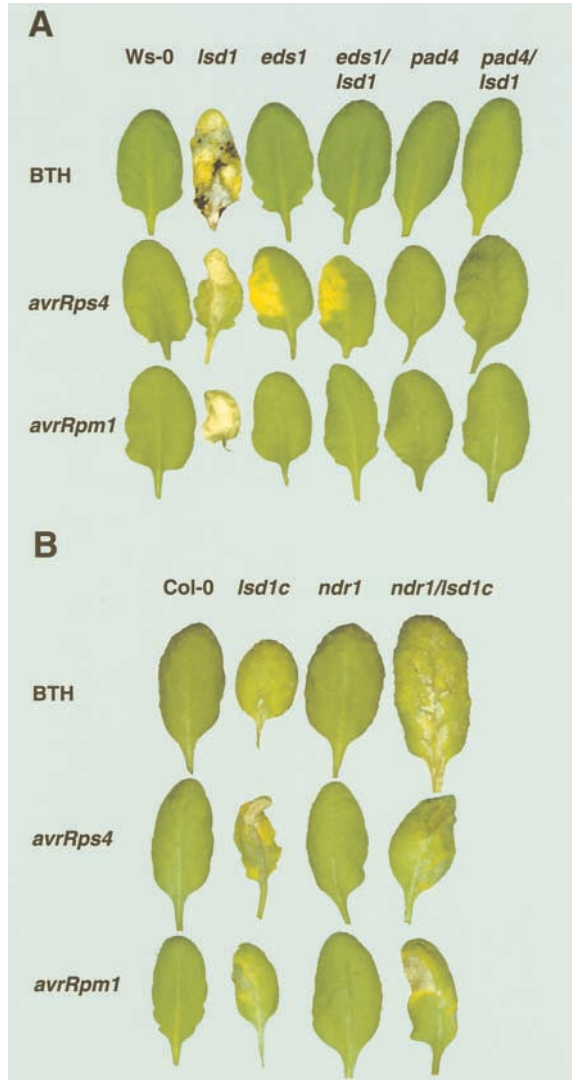 A
Ws-0 lsd1 eds1 eds1/ pad4 pad4/
lsd1 lsd1
BTH
avrRps4
avrRpm1
B
Col-0 lsd1c ndr1 ndr1/lsd1c
BTH
avrRps4
avrRpm1